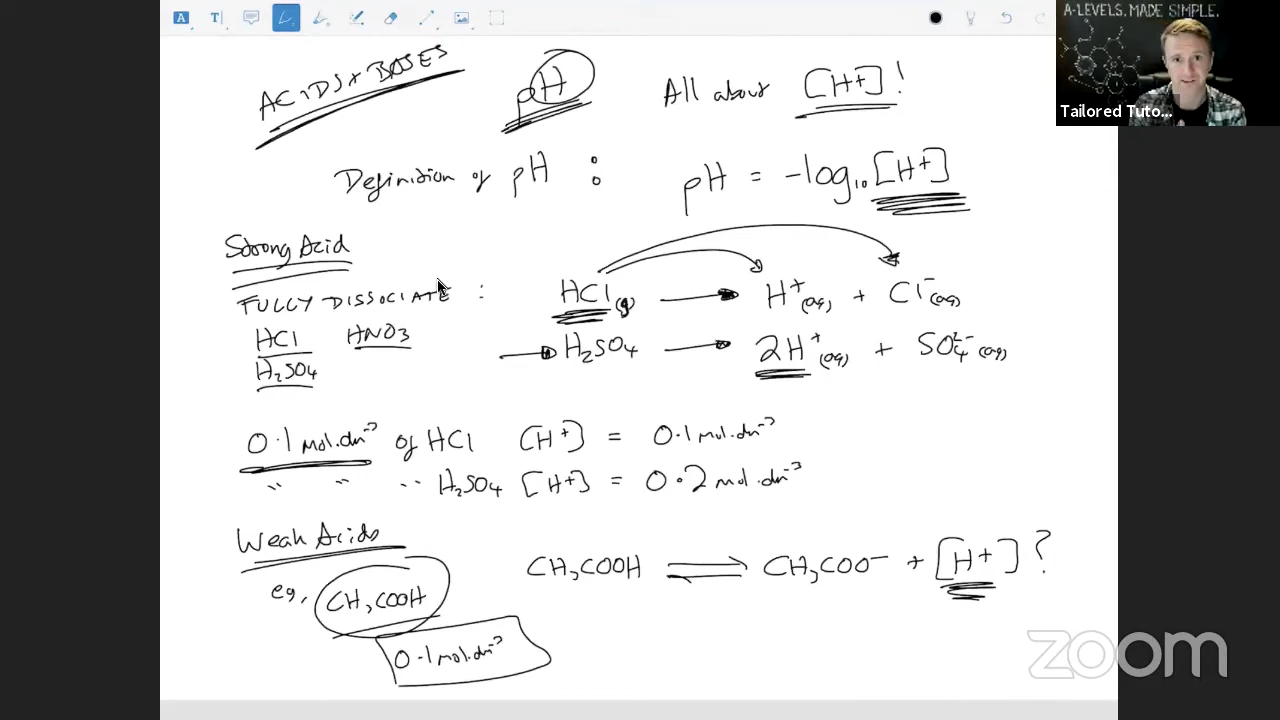 A-LEVELS. MADE SIMPLE.
Tailored Tuto...
ACIDS + BASES
pH
All about [H+]!
Definition of pH : pH = -log₁₀ [H+]
Strong Acid
FULLY DISSOCIATE : HCl(g) → H⁺(aq) + Cl⁻(aq)
HCl HNO3
→ H₂SO₄ → 2H⁺(aq) + SO₄²⁻(aq)
H₂SO₄
0.1 mol.dm⁻³ of HCl [H⁺] = 0.1 mol.dm⁻³
" " " H₂SO₄ [H+] = 0.2 mol.dm⁻³
Weak Acids
CH₃COOH ⇌ CH₃COO⁻ + [H+]?
eg, CH₃COOH
0.1 mol.dm⁻³
zoom